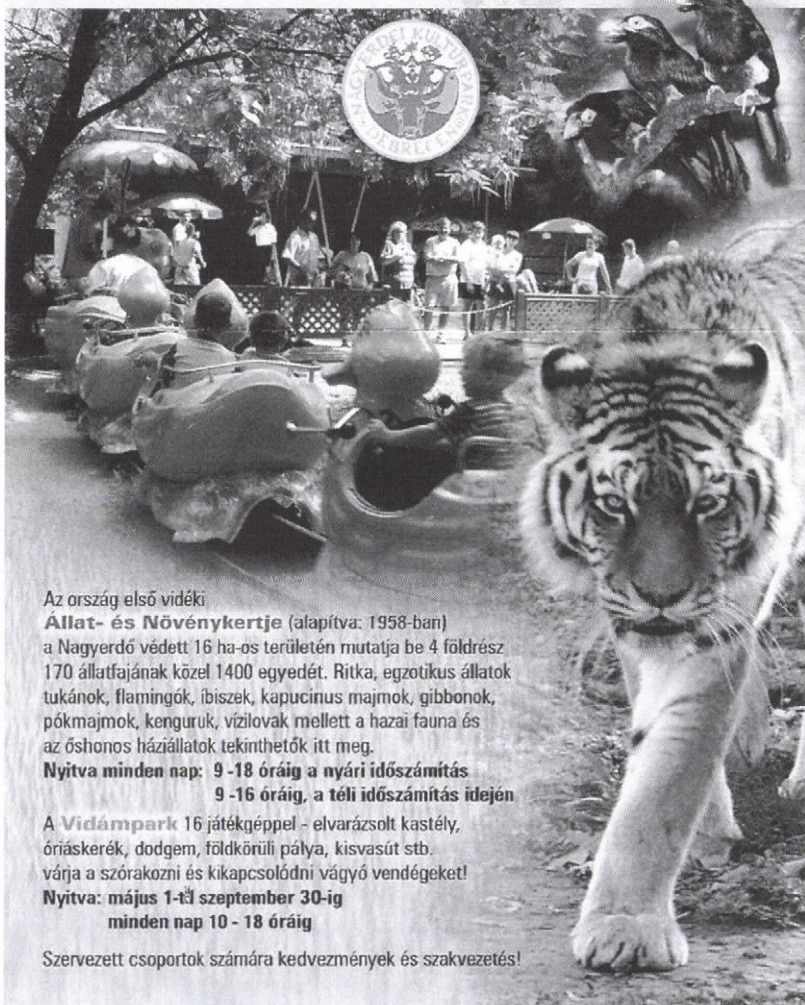 NAGYERDEI KULTÚRPARK
DEBRECEN
Az ország első vidéki
Állat- és Növénykertje (alapítva: 1958-ban)
a Nagyerdő védett 16 ha-os területén mutatja be 4 földrész
170 állatfajának közel 1400 egyedét. Ritka, egzotikus állatok
tukánok, flamingók, íbiszek, kapucinus majmok, gibbonok,
pókmajmok, kenguruk, vízilovak mellett a hazai fauna és
az őshonos háziállatok tekinthetők itt meg.
Nyitva minden nap: 9 -18 óráig a nyári időszámítás
9 -16 óráig, a téli időszámítás idején
A Vidámpark 16 játékgéppel - elvarázsolt kastély,
óriáskerék, dodgem, földkörüli pálya, kisvasút stb.
várja a szórakozni és kikapcsolódni vágyó vendégeket!
Nyitva: május 1-től szeptember 30-ig
minden nap 10 - 18 óráig
Szervezett csoportok számára kedvezmények és szakvezetés!